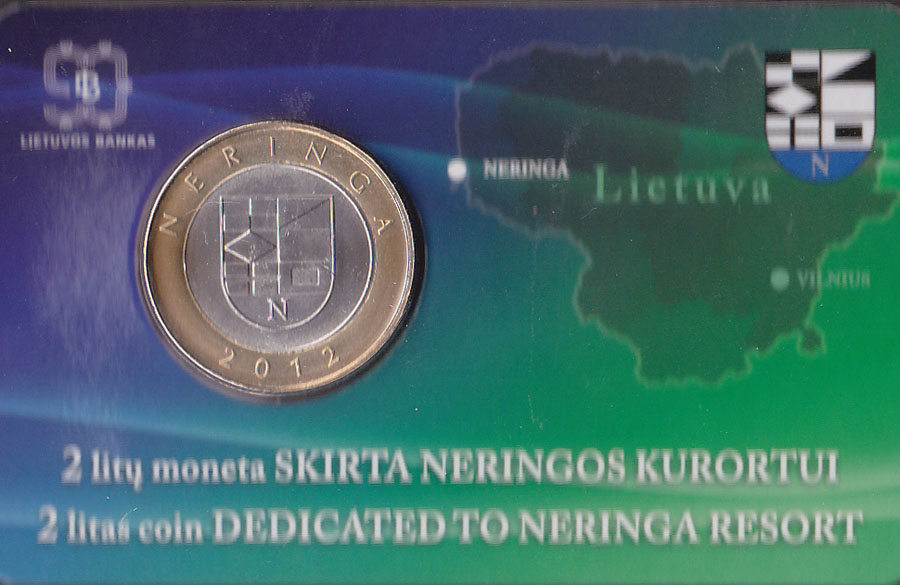 LB
LIETUVOS BANKAS
NERINGA
N
2012
NERINGA
Lietuva
N
VILNIUS
2 litų moneta SKIRTA NERINGOS KURORTUI
2 litas coin DEDICATED TO NERINGA RESORT